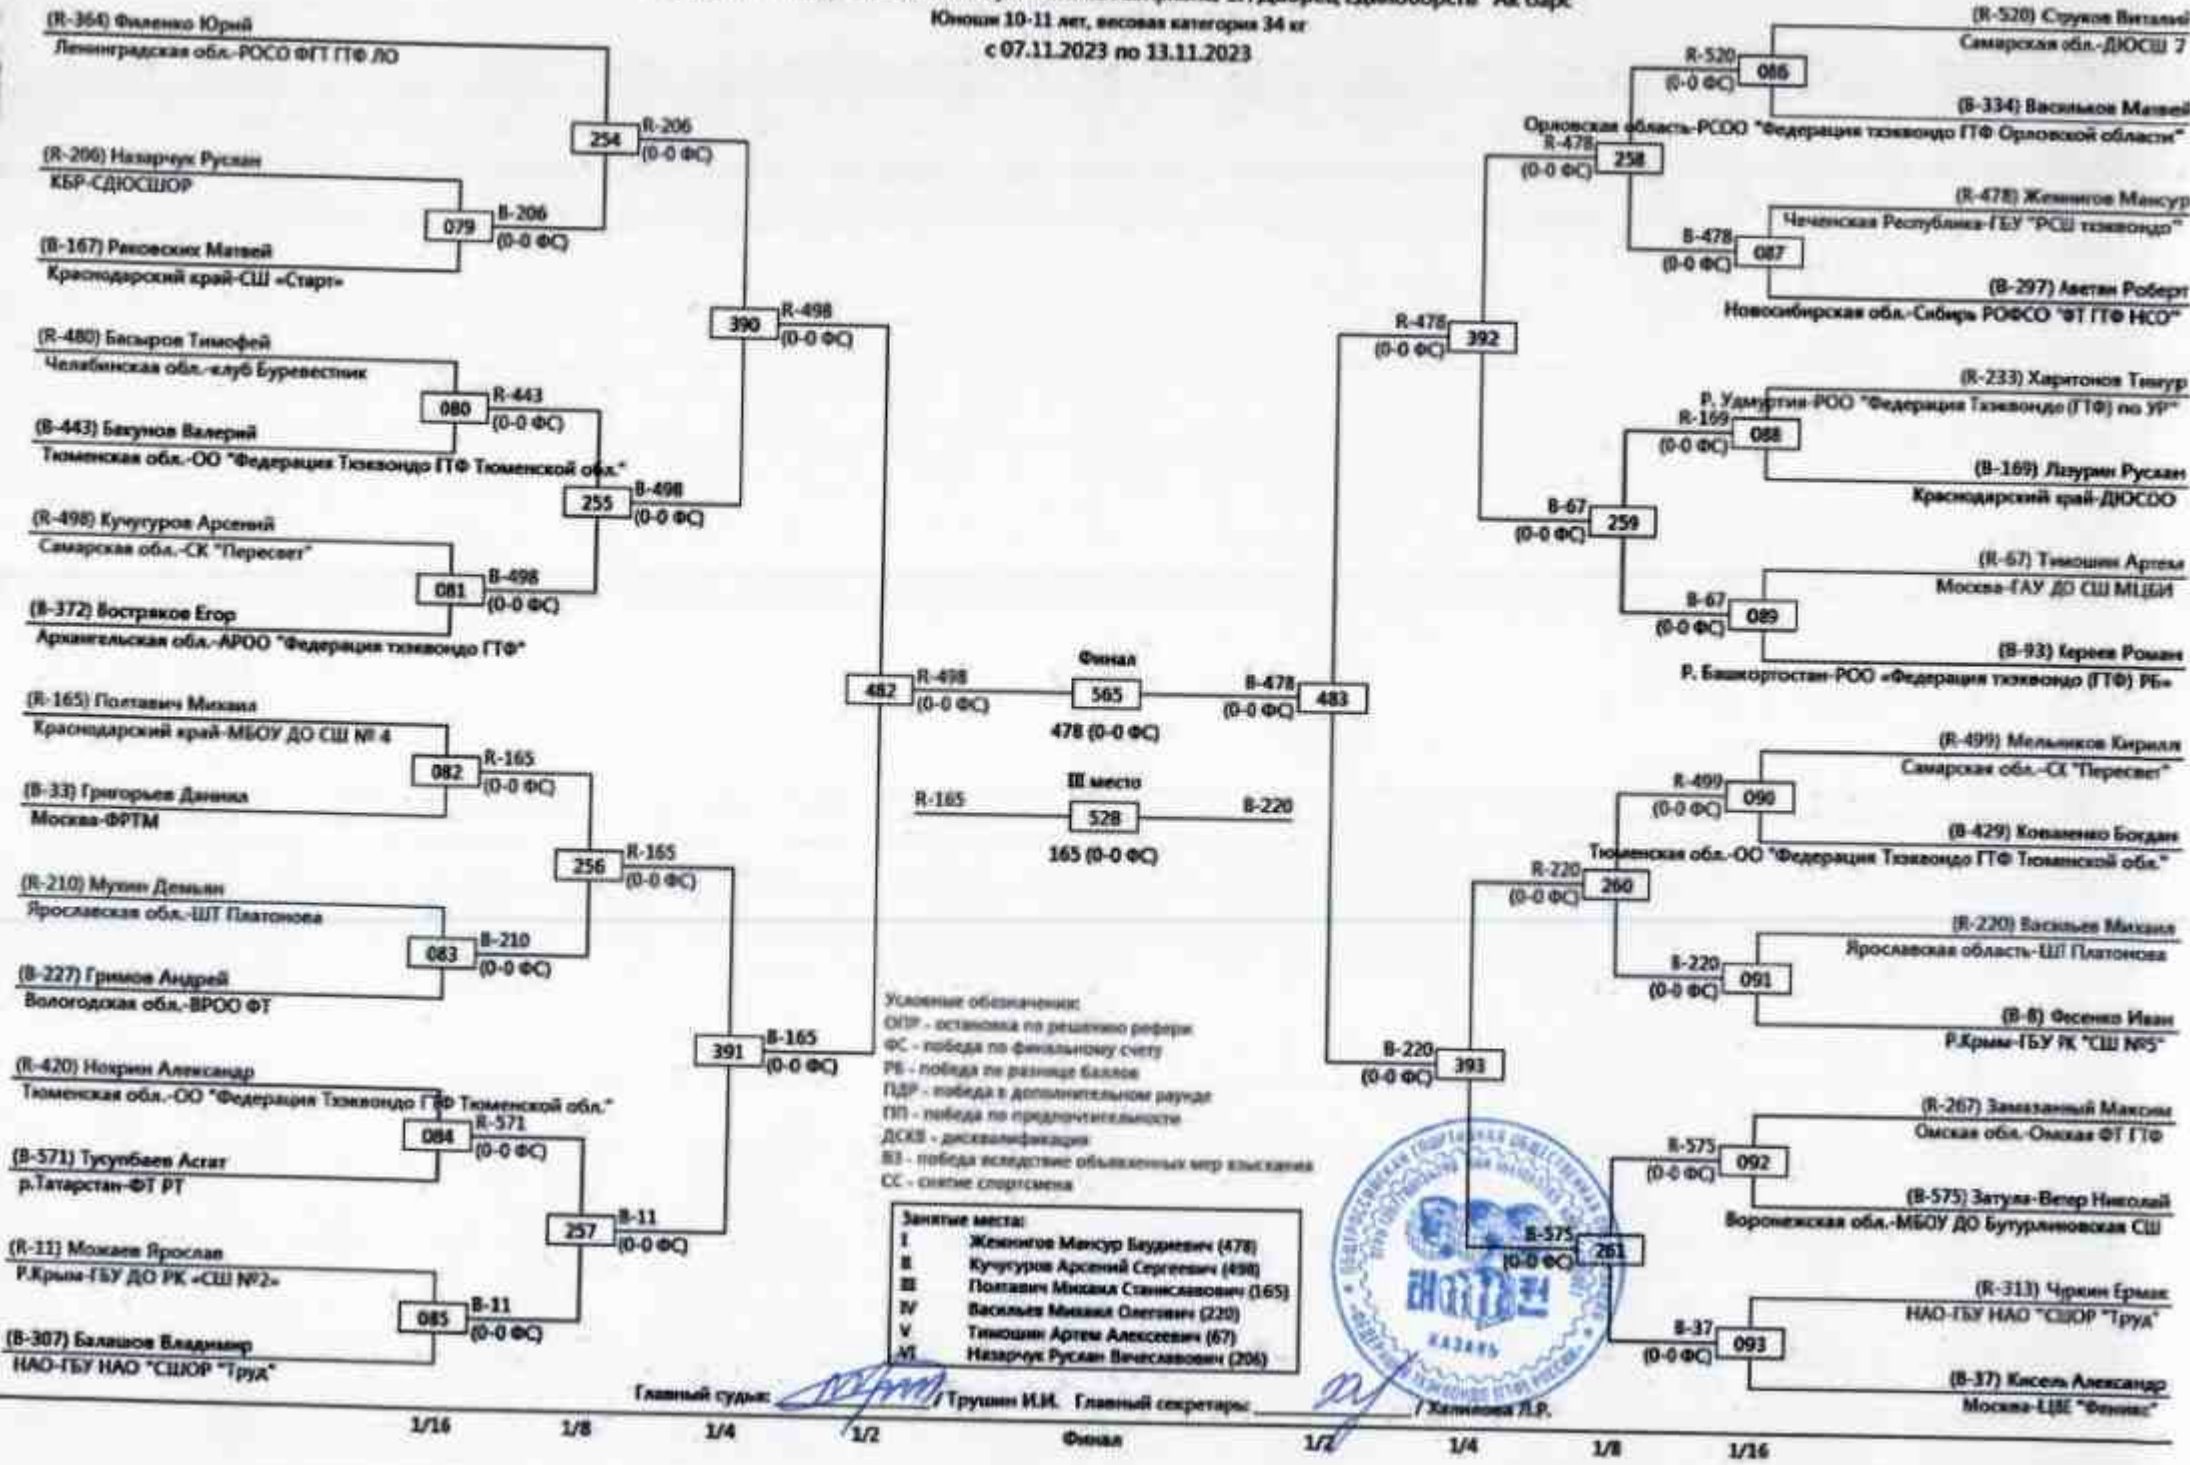 Юноши 10-11 лет, весовая категория 34 кг
с 07.11.2023 по 13.11.2023
(R-364) Филенко Юрий
Ленинградская обл.-РОСО ФГТ ГТФ ЛО
254
R-206
(0-0 ФС)
(R-206) Назарчук Руслан
КБР-СДЮСШОР
079
B-206
(0-0 ФС)
(B-167) Раковских Матвей
Краснодарский край-СШ «Старт»
390
R-498
(0-0 ФС)
(R-480) Басыров Тимофей
Челябинская обл.-клуб Буревестник
080
R-443
(0-0 ФС)
(B-443) Бакунов Валерий
Тюменская обл.-ОО "Федерация Тхэквондо ГТФ Тюменской обл."
255
B-498
(0-0 ФС)
(R-498) Кучугуров Арсений
Самарская обл.-СК "Пересвет"
081
B-498
(0-0 ФС)
(B-372) Востряков Егор
Архангельская обл.-АРОО "Федерация тхэквондо ГТФ"
482
R-498
(0-0 ФС)
(R-165) Полтавич Михаил
Краснодарский край-МБОУ ДО СШ № 4
082
R-165
(0-0 ФС)
(B-33) Григорьев Даниил
Москва-ФРТМ
256
R-165
(0-0 ФС)
(R-210) Мухин Демьян
Ярославская обл.-ШТ Платонова
083
B-210
(0-0 ФС)
(B-227) Гримов Андрей
Вологодская обл.-ВРОО ФТ
391
B-165
(0-0 ФС)
(R-420) Нохрин Александр
Тюменская обл.-ОО "Федерация Тхэквондо ГТФ Тюменской обл."
084
R-571
(0-0 ФС)
(B-571) Тусупбаев Асгат
р.Татарстан-ФТ РТ
257
B-11
(0-0 ФС)
(R-11) Можаев Ярослав
Р.Крым-ГБУ ДО РК «СШ №2»
085
B-11
(0-0 ФС)
(B-307) Балашов Владимир
НАО-ГБУ НАО "СШОР "Труд"
Финал
565
478 (0-0 ФС)
III место
R-165
528
B-220
165 (0-0 ФС)
Условные обозначения:
ОПР - остановка по решению рефери
ФС - победа по финальному счету
РБ - победа по разнице баллов
ПДР - победа в дополнительном раунде
ПП - победа по предпочтительности
ДСКВ - дисквалификация
ВЗ - победа вследствие объявленных мер взыскания
СС - снятие спортсмена
Занятые места:
I Женнигов Мансур Баудиевич (478)
II Кучугуров Арсений Сергеевич (498)
III Полтавич Михаил Станиславович (165)
IV Васильев Михаил Олегович (220)
V Тимошин Артем Алексеевич (67)
VI Назарчук Руслан Вячеславович (206)
(R-520) Струков Виталий
Самарская обл.-ДЮСШ 7
R-520
(0-0 ФС)
086
(B-334) Васильков Матвей
Орловская область-РСОО "Федерация тхэквондо ГТФ Орловской области"
R-478
(0-0 ФС)
258
(R-478) Женнигов Мансур
Чеченская Республика-ГБУ "РСШ тхэквондо"
B-478
(0-0 ФС)
087
(B-297) Аветян Роберт
Новосибирская обл.-Сибирь РОФСО "ФТ ГТФ НСО"
R-478
(0-0 ФС)
392
(R-233) Харитонов Тимур
Р. Удмуртия-РОО "Федерация Тхэквондо (ГТФ) по УР"
R-169
(0-0 ФС)
088
(B-169) Лазурин Руслан
Краснодарский край-ДЮСОО
B-67
(0-0 ФС)
259
(R-67) Тимошин Артем
Москва-ГАУ ДО СШ МЦБИ
B-67
(0-0 ФС)
089
(B-93) Кереев Роман
Р. Башкортостан-РОО «Федерация тхэквондо (ГТФ) РБ»
B-478
(0-0 ФС)
483
(R-499) Мельников Кирилл
Самарская обл.-СК "Пересвет"
R-499
(0-0 ФС)
090
(B-429) Коваленко Богдан
Тюменская обл.-ОО "Федерация Тхэквондо ГТФ Тюменской обл."
R-220
(0-0 ФС)
260
(R-220) Васильев Михаил
Ярославская область-ШТ Платонова
B-220
(0-0 ФС)
091
(B-8) Фесенко Иван
Р.Крым-ГБУ РК "СШ №5"
B-220
(0-0 ФС)
393
(R-267) Замазанный Максим
Омская обл.-Омская ФТ ГТФ
R-575
(0-0 ФС)
092
(B-575) Затула-Ветер Николай
Воронежская обл.-МБОУ ДО Бутурлиновская СШ
B-575
(0-0 ФС)
261
(R-313) Чуркин Ермак
НАО-ГБУ НАО "СШОР "Труд"
B-37
(0-0 ФС)
093
(B-37) Кисель Александр
Москва-ЦБЕ "Феникс"
КАЗАНЬ
Главный судья: / Трушин И.И. Главный секретарь: / Халилова Л.Р.
1/16 1/8 1/4 1/2 Финал 1/2 1/4 1/8 1/16